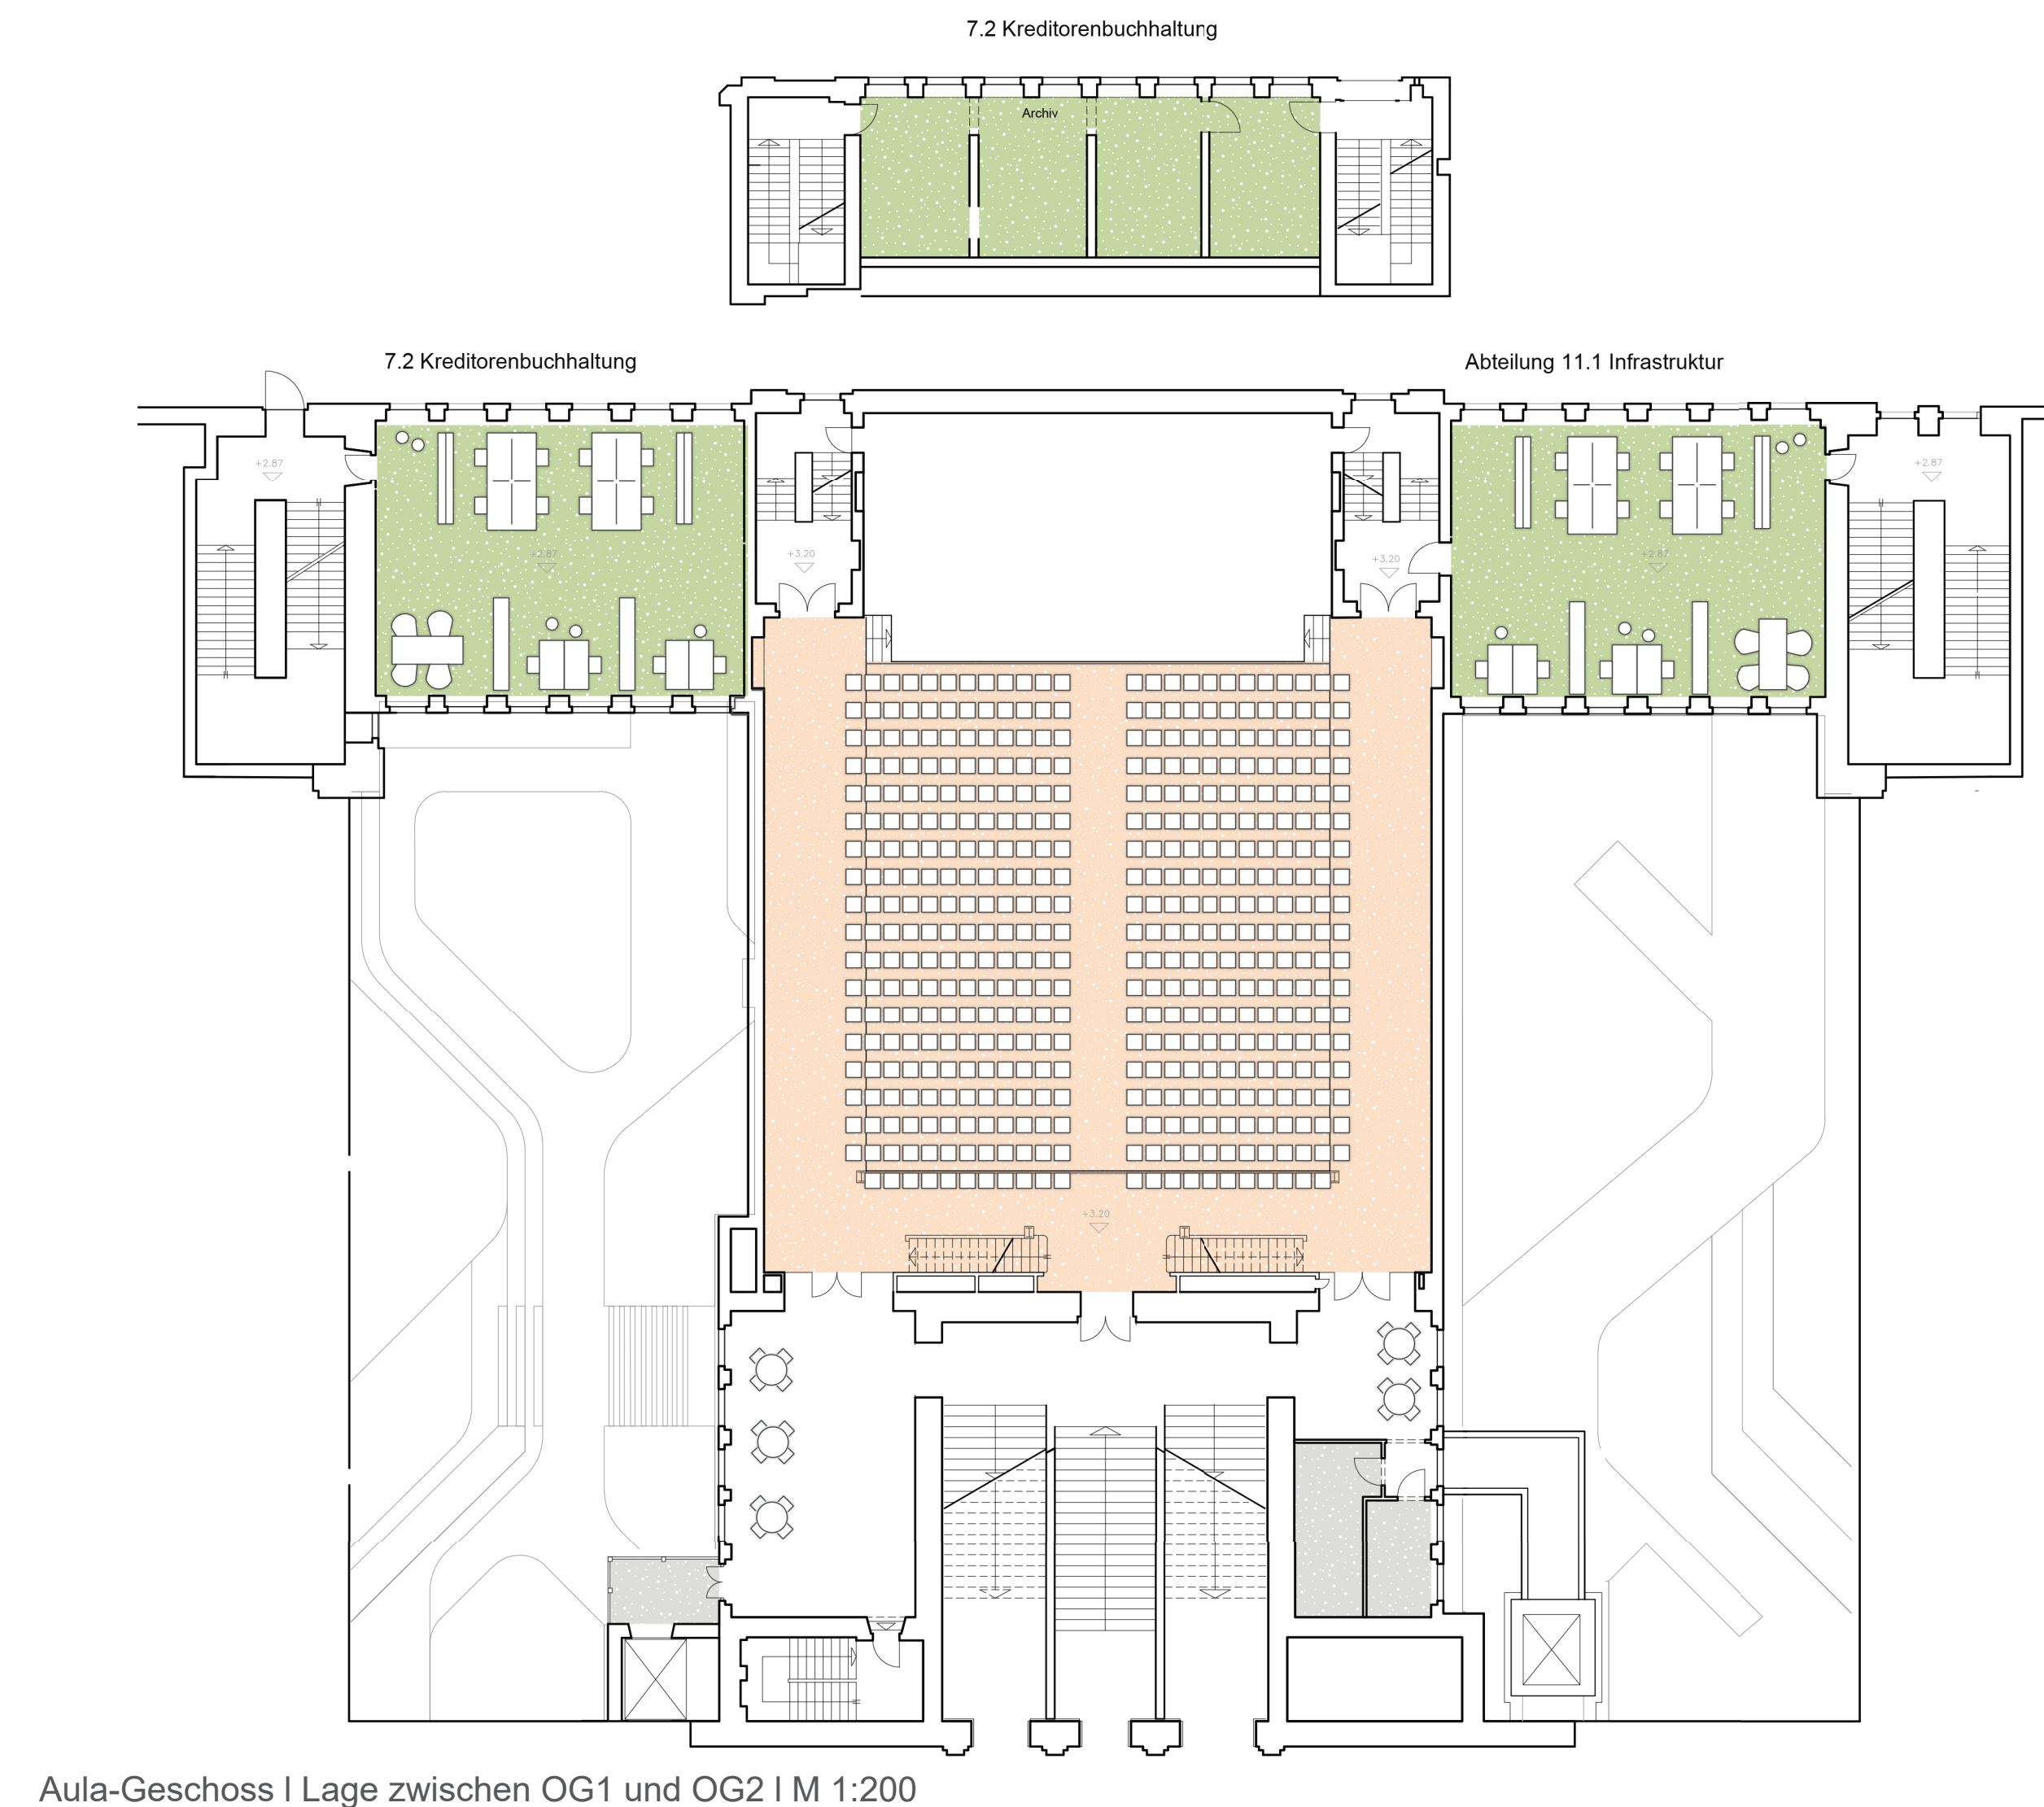 7.2 Kreditorenbuchhaltung
Archiv
7.2 Kreditorenbuchhaltung
Abteilung 11.1 Infrastruktur
+2.87
+2.87
+3.20
+3.20
+2.87
+2.87
+3.20
Aula-Geschoss I Lage zwischen OG1 und OG2 I M 1:200